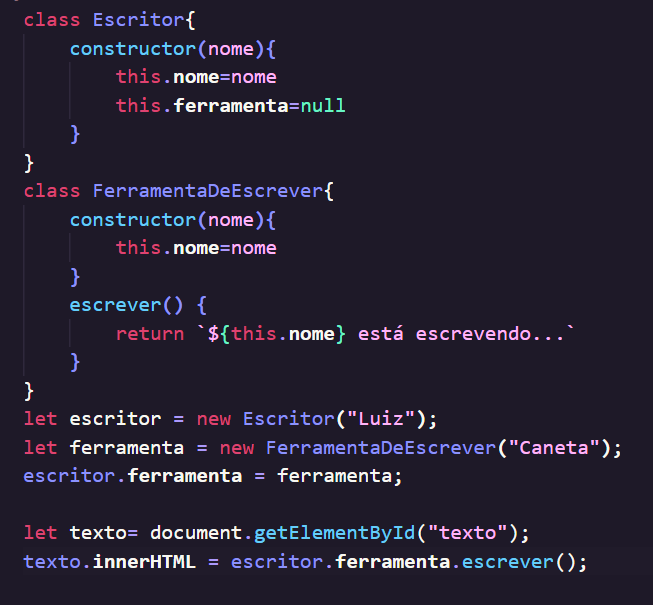 class Escritor{
    constructor(nome){
        this.nome=nome
        this.ferramenta=null
    }
}
class FerramentaDeEscrever{
    constructor(nome){
        this.nome=nome
    }
    escrever() {
        return `${this.nome} está escrevendo...`
    }
}
let escritor = new Escritor("Luiz");
let ferramenta = new FerramentaDeEscrever("Caneta");
escritor.ferramenta = ferramenta;

let texto= document.getElementById("texto");
texto.innerHTML = escritor.ferramenta.escrever();